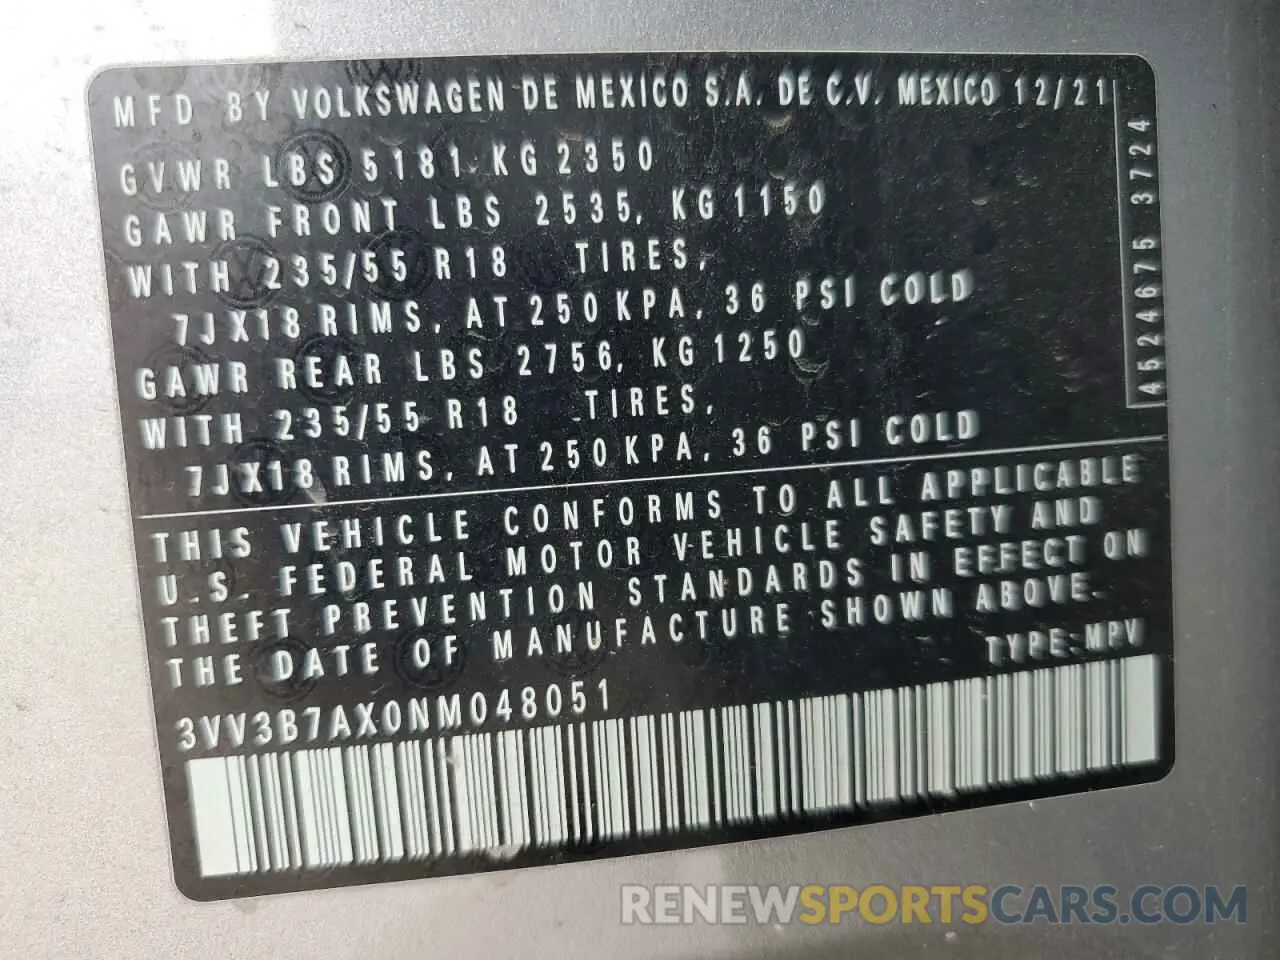 MFD BY VOLKSWAGEN DE MEXICO S.A. DE C.V. MEXICO 12/21
GVWR LBS 5181 KG 2350
GAWR FRONT LBS 2535, KG 1150
WITH 235/55 R18 TIRES,
7JX18 RIMS, AT 250 KPA, 36 PSI COLD
GAWR REAR LBS 2756, KG 1250
WITH 235/55 R18 TIRES,
7JX18 RIMS, AT 250 KPA, 36 PSI COLD
4524675 3724
THIS VEHICLE CONFORMS TO ALL APPLICABLE
U.S. FEDERAL MOTOR VEHICLE SAFETY AND
THEFT PREVENTION STANDARDS IN EFFECT ON
THE DATE OF MANUFACTURE SHOWN ABOVE.
TYPE: MPV
3VV3B7AX0NM048051
RENEWSPORTSCARS.COM